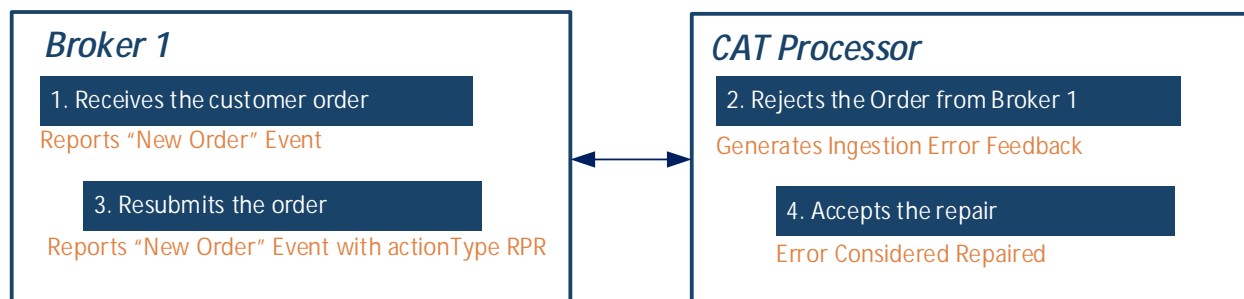 Broker 1
1. Receives the customer order
Reports “New Order” Event
3. Resubmits the order
Reports “New Order” Event with actionType RPR
CAT Processor
2. Rejects the Order from Broker 1
Generates Ingestion Error Feedback
4. Accepts the repair
Error Considered Repaired